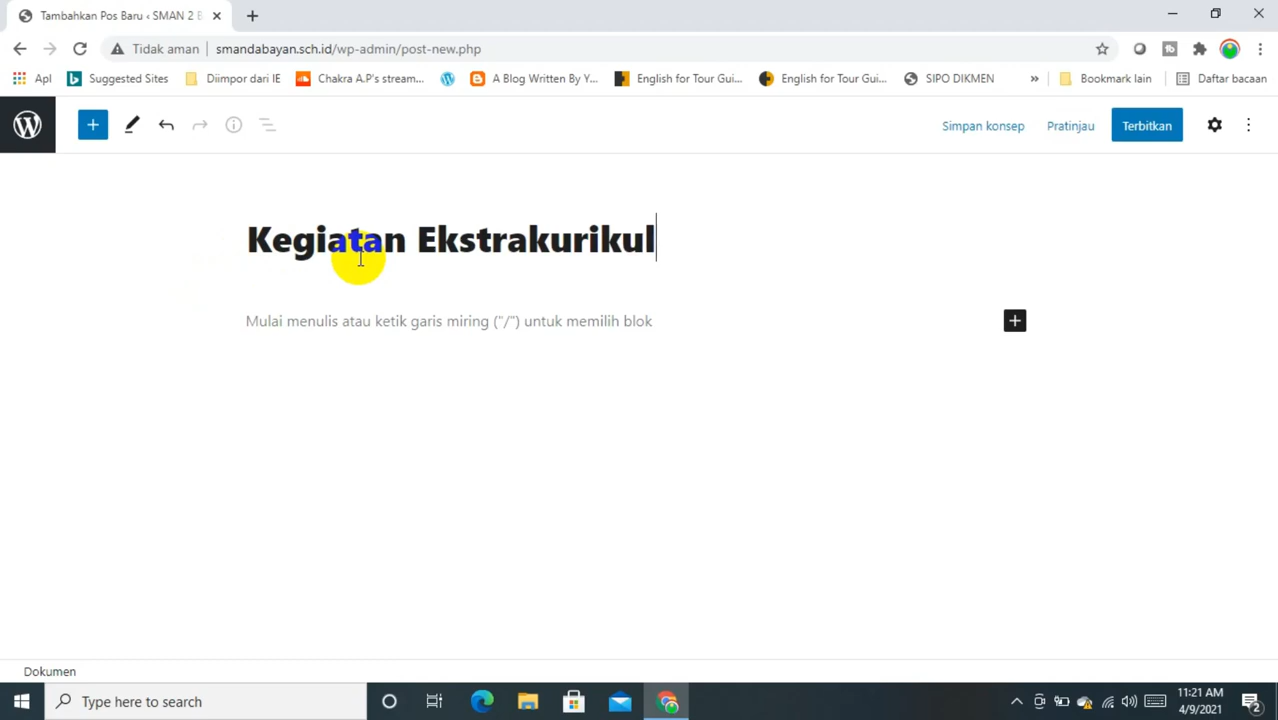 Tambahkan Pos Baru ‹ SMAN 2 B
Tidak aman
smandabayan.sch.id/wp-admin/post-new.php
Apl
Suggested Sites
Diimpor dari IE
Chakra A.P's stream...
A Blog Written By Y...
English for Tour Gui...
English for Tour Gui...
SIPO DIKMEN
»
Bookmark lain
Daftar bacaan
Simpan konsep
Pratinjau
Terbitkan
Kegiatan Ekstrakurikul
Mulai menulis atau ketik garis miring ("/") untuk memilih blok
Dokumen
Type here to search
11:21 AM
4/9/2021
2